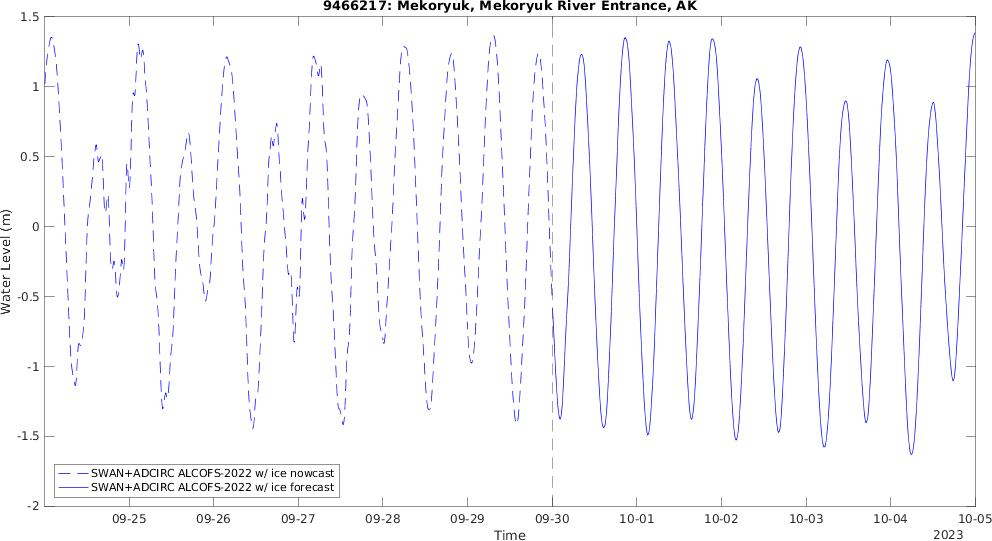 9466217: Mekoryuk, Mekoryuk River Entrance, AK
1.5
1
0.5
0
-0.5
-1
-1.5
-2
Water Level (m)
SWAN+ADCIRC ALCOFS-2022 w/ ice nowcast
SWAN+ADCIRC ALCOFS-2022 w/ ice forecast
09-25 09-26 09-27 09-28 09-29 09-30 10-01 10-02 10-03 10-04 10-05
Time
2023